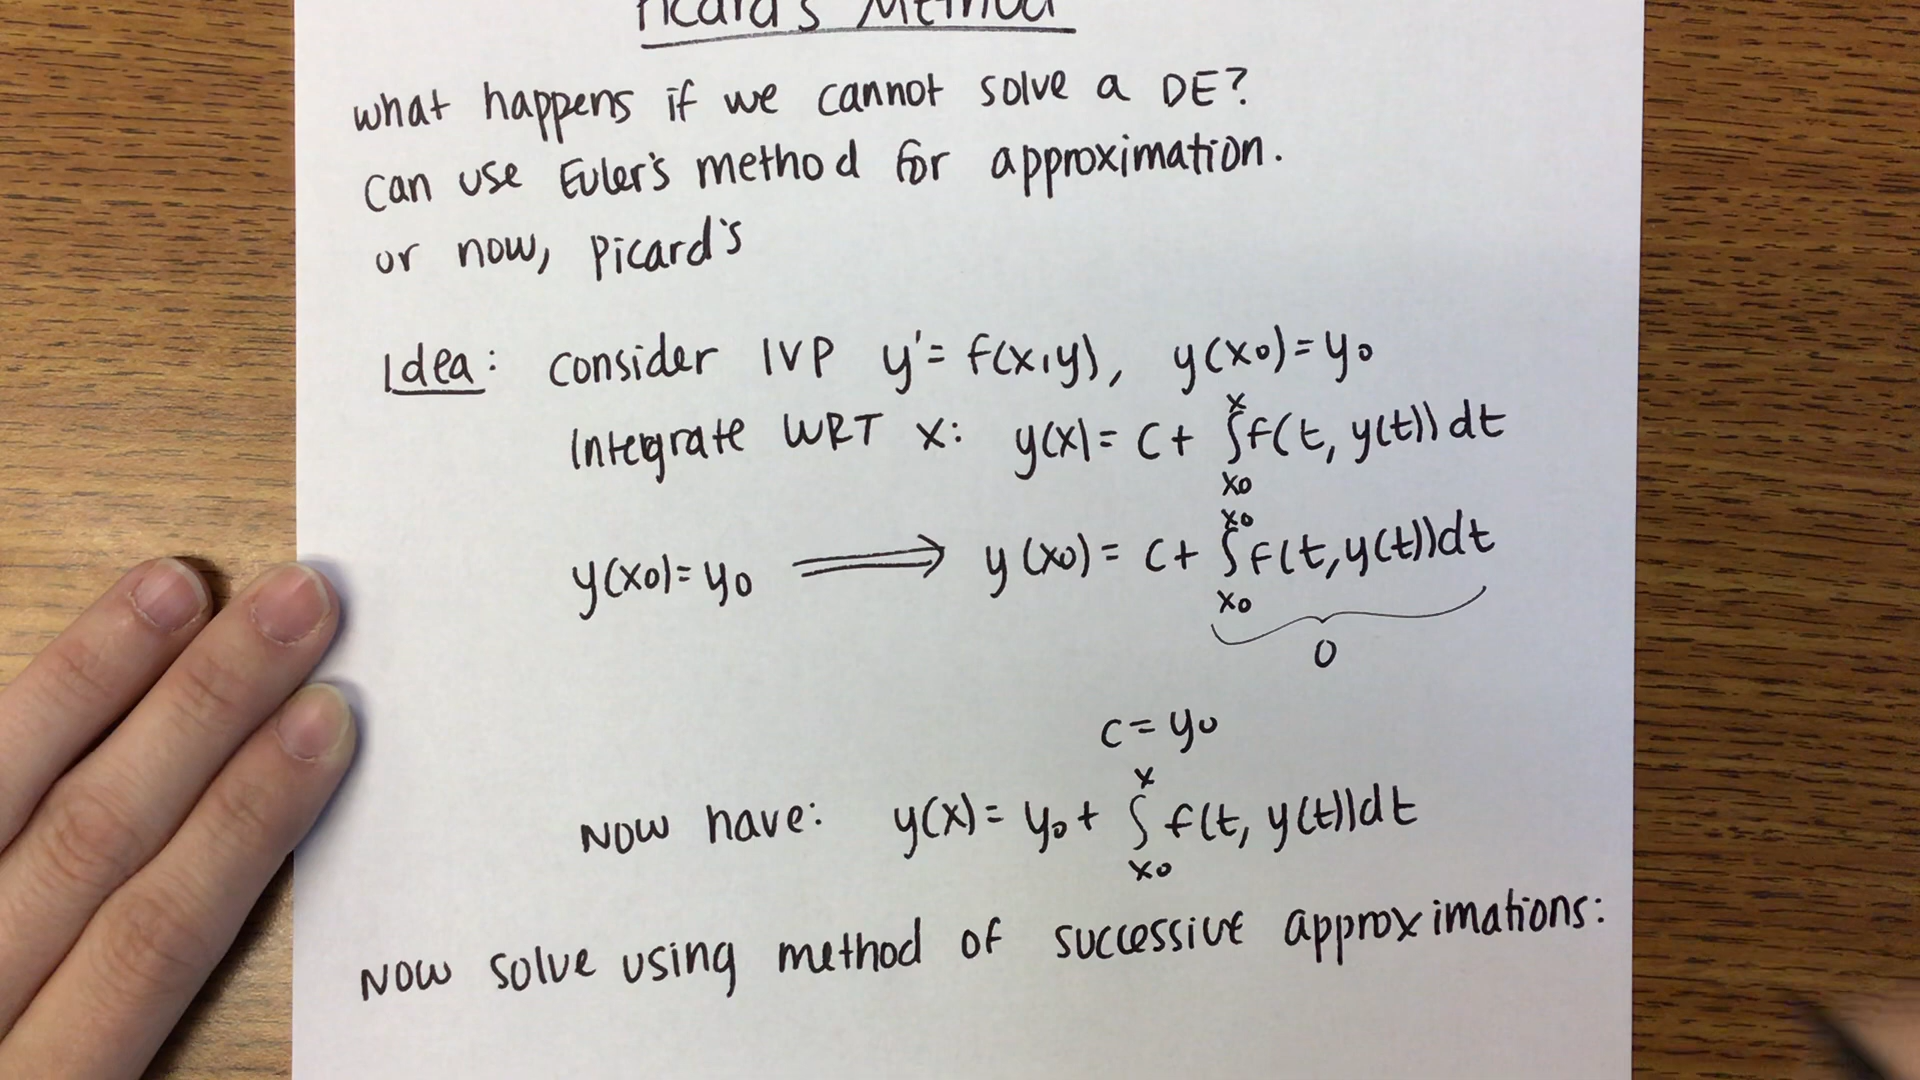 Picard's Method
what happens if we cannot solve a DE?
can use Euler's method for approximation.
or now, Picard's
Idea: consider IVP y'= f(x,y), y(x₀)=y₀
Integrate WRT x: y(x)= C+ ∫_{x₀}^{x} f(t, y(t)) dt
y(x₀)=y₀ ⟹ y(x₀)= C+ ∫_{x₀}^{x₀} f(t,y(t))dt
0
C=y₀
NOW have: y(x)= y₀+ ∫_{x₀}^{x} f(t, y(t))dt
NOW solve using method of successive approximations: